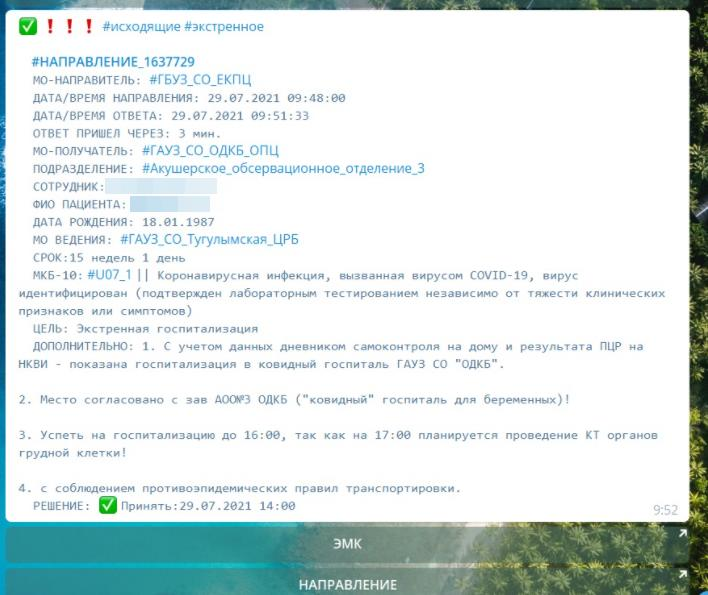 ✅❗❗❗ #исходящие #экстренное
#НАПРАВЛЕНИЕ_1637729
МО-НАПРАВИТЕЛЬ: #ГБУЗ_СО_ЕКПЦ
ДАТА/ВРЕМЯ НАПРАВЛЕНИЯ: 29.07.2021 09:48:00
ДАТА/ВРЕМЯ ОТВЕТА: 29.07.2021 09:51:33
ОТВЕТ ПРИШЕЛ ЧЕРЕЗ: 3 мин.
МО-ПОЛУЧАТЕЛЬ: #ГАУЗ_СО_ОДКБ_ОПЦ
ПОДРАЗДЕЛЕНИЕ: #Акушерское_обсервационное_отделение_3
СОТРУДНИК:
ФИО ПАЦИЕНТА:
ДАТА РОЖДЕНИЯ: 18.01.1987
МО ВЕДЕНИЯ: #ГАУЗ_СО_Тугулымская_ЦРБ
СРОК:15 недель 1 день
МКБ-10: #U07_1 || Коронавирусная инфекция, вызванная вирусом COVID-19, вирус
идентифицирован (подтвержден лабораторным тестированием независимо от тяжести клинических
признаков или симптомов)
ЦЕЛЬ: Экстренная госпитализация
ДОПОЛНИТЕЛЬНО: 1. С учетом данных дневником самоконтроля на дому и результата ПЦР на
НКВИ - показана госпитализация в ковидный госпиталь ГАУЗ СО "ОДКБ".
2. Место согласовано с зав АОО№3 ОДКБ ("ковидный" госпиталь для беременных)!
3. Успеть на госпитализацию до 16:00, так как на 17:00 планируется проведение КТ органов
грудной клетки!
4. с соблюдением противоэпидемических правил транспортировки.
РЕШЕНИЕ: ✅ Принять:29.07.2021 14:00
9:52
ЭМК
НАПРАВЛЕНИЕ